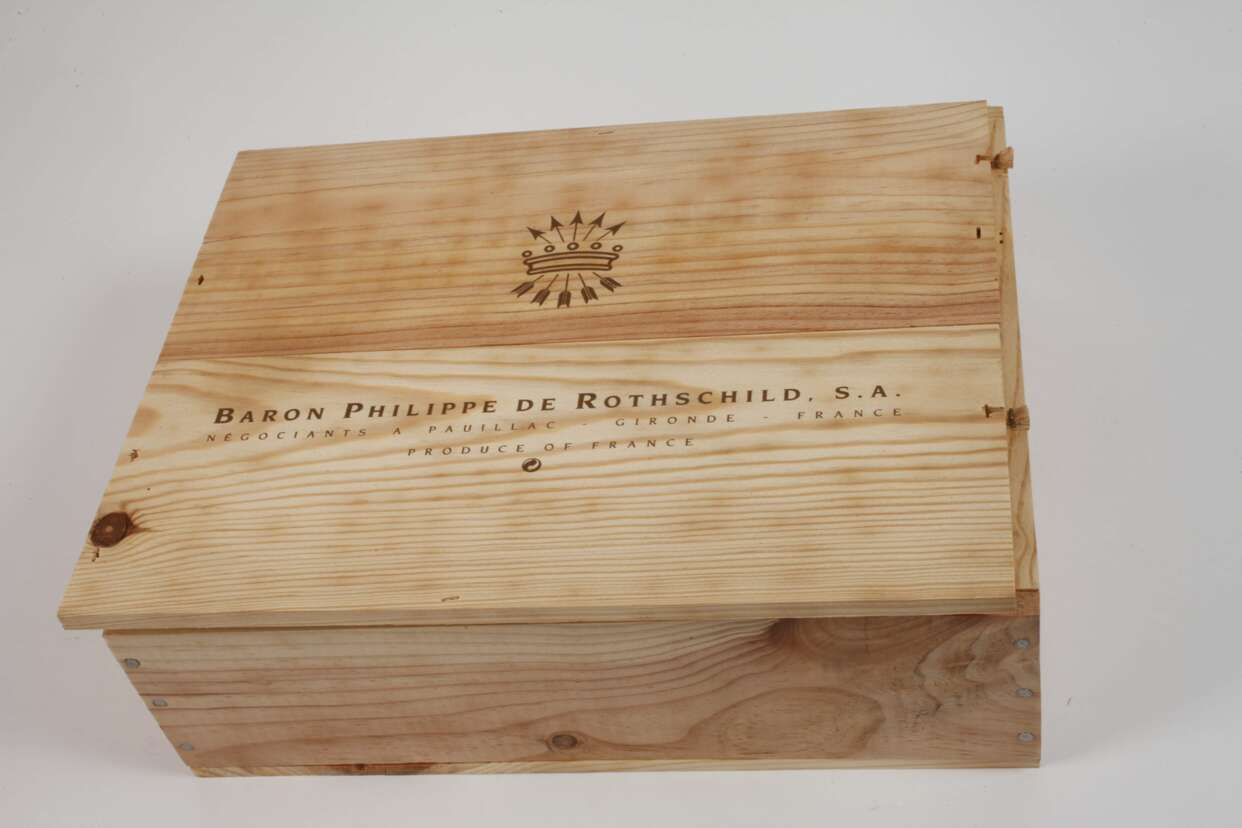 BARON PHILIPPE DE ROTHSCHILD, S.A.
NÉGOCIANTS A PAUILLAC - GIRONDE - FRANCE
PRODUCE OF FRANCE